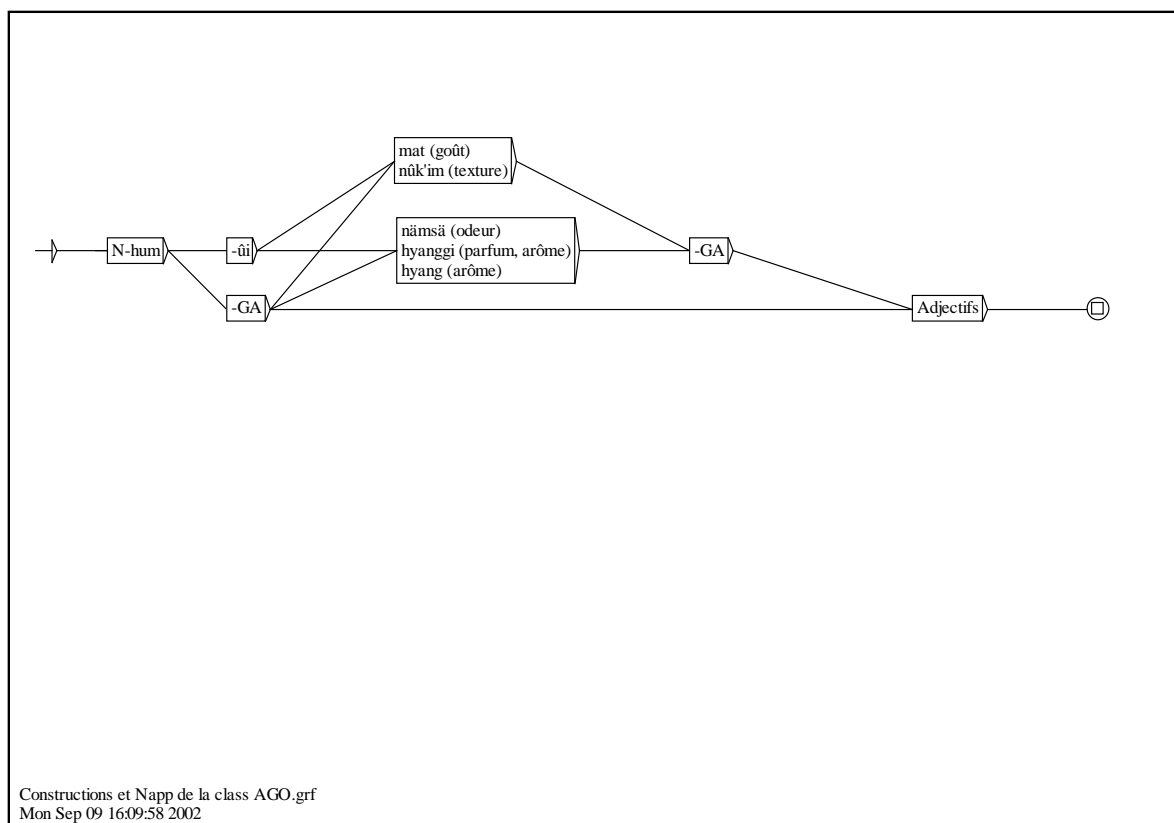 mat (goût)
nûk'im (texture)
nämsä (odeur)
hyanggi (parfum, arôme)
hyang (arôme)
N-hum
-ûi
-GA
-GA
Adjectifs
Constructions et Napp de la class AGO.grf
Mon Sep 09 16:09:58 2002